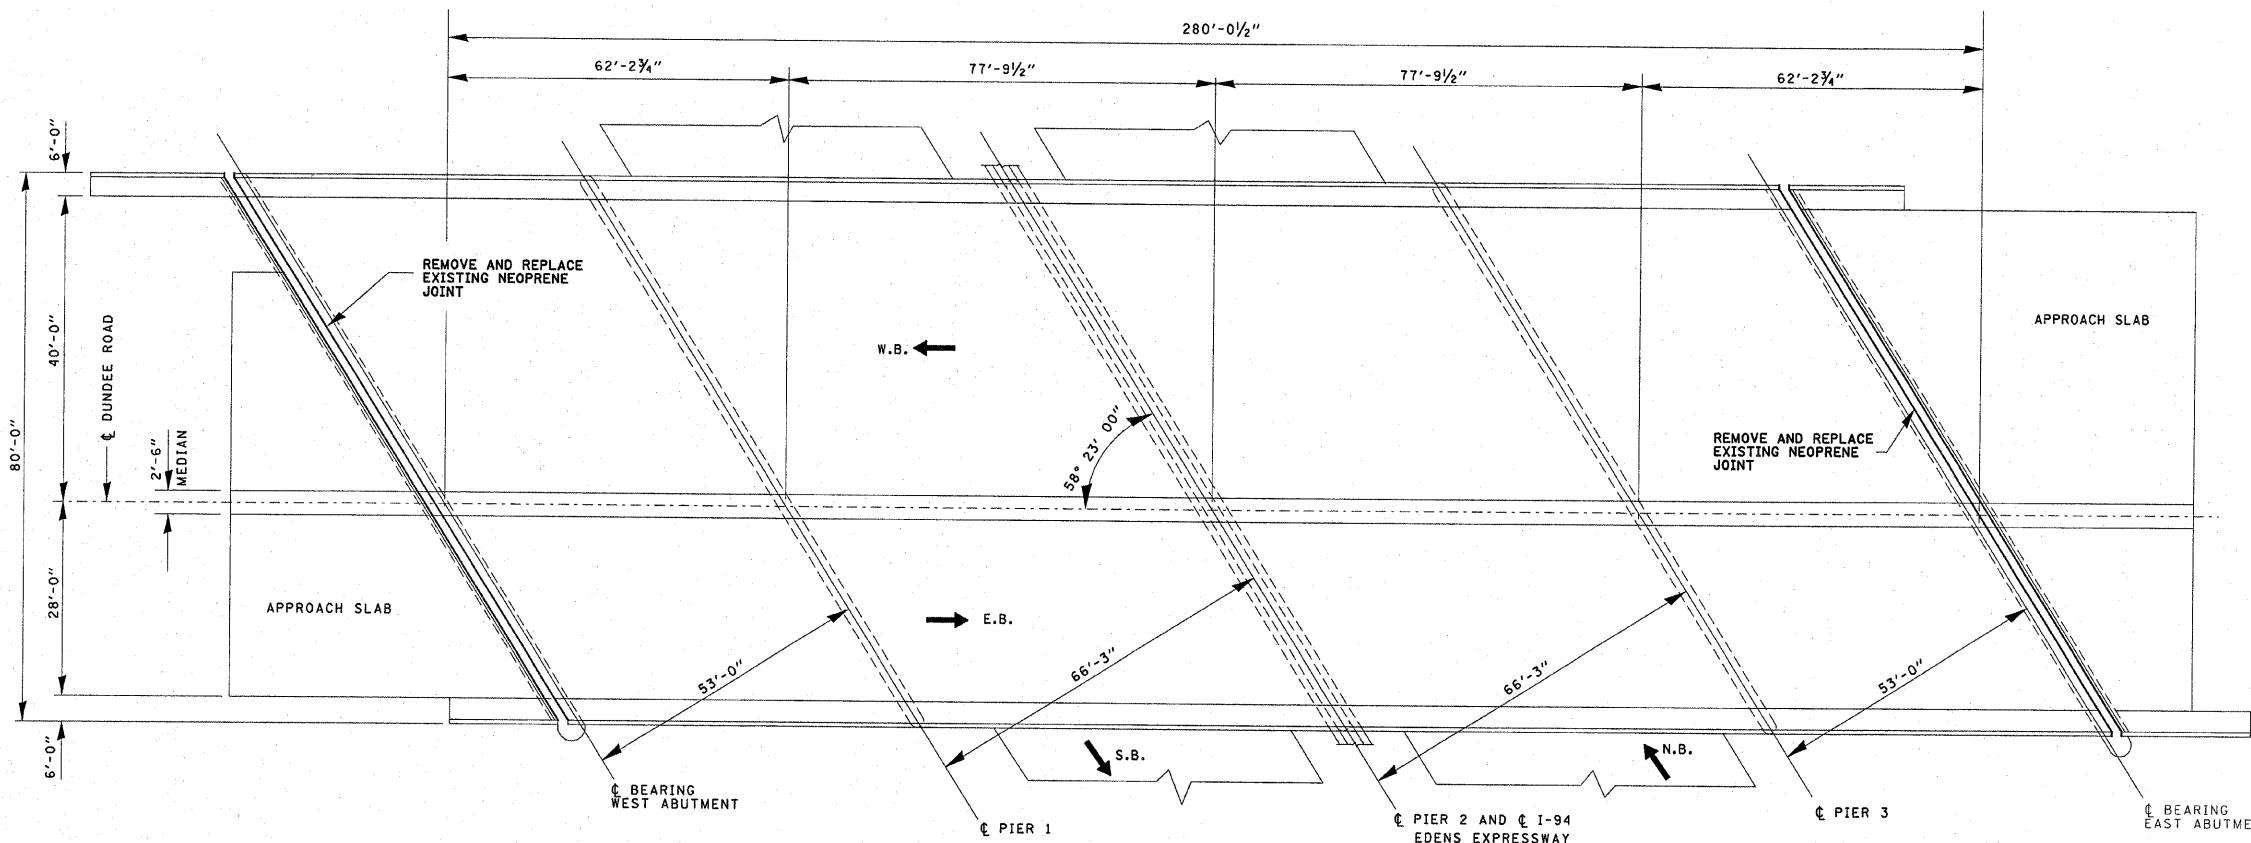 280'-0½"
62'-2¾"
77'-9½"
77'-9½"
62'-2¾"
6'-0"
40'-0"
80'-0"
28'-0"
6'-0"
℄ DUNDEE ROAD
2'-6"
MEDIAN
REMOVE AND REPLACE
EXISTING NEOPRENE
JOINT
W.B.
58° 23' 00"
APPROACH SLAB
REMOVE AND REPLACE
EXISTING NEOPRENE
JOINT
APPROACH SLAB
E.B.
53'-0"
66'-3"
66'-3"
53'-0"
S.B.
N.B.
℄ BEARING
WEST ABUTMENT
℄ PIER 1
℄ PIER 2 AND ℄ I-94
EDENS EXPRESSWAY
℄ PIER 3
℄ BEARING
EAST ABUTME